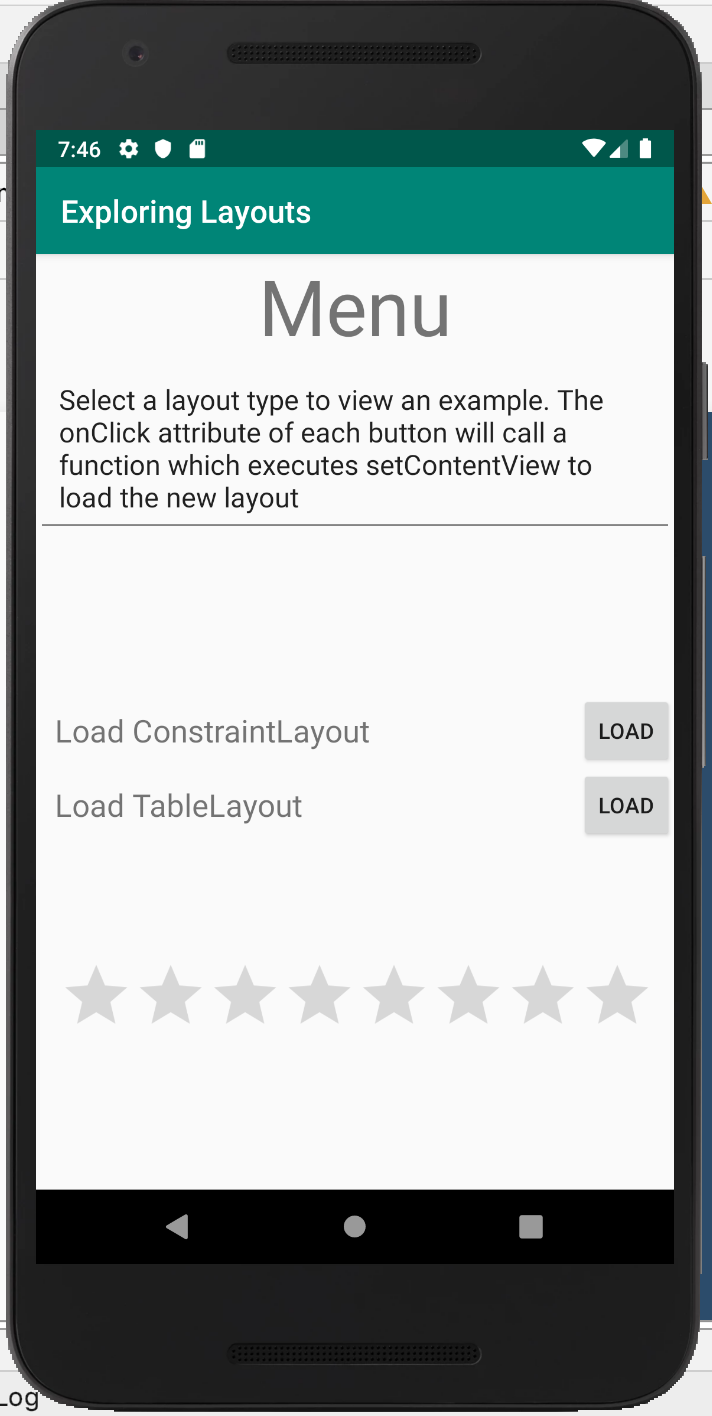 7:46
Exploring Layouts
Menu
Select a layout type to view an example. The
onClick attribute of each button will call a
function which executes setContentView to
load the new layout
Load ConstraintLayout LOAD
Load TableLayout LOAD
Log